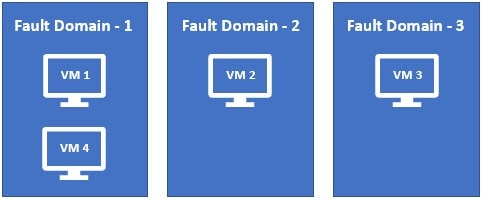 Fault Domain - 1
VM 1
VM 4
Fault Domain - 2
VM 2
Fault Domain - 3
VM 3